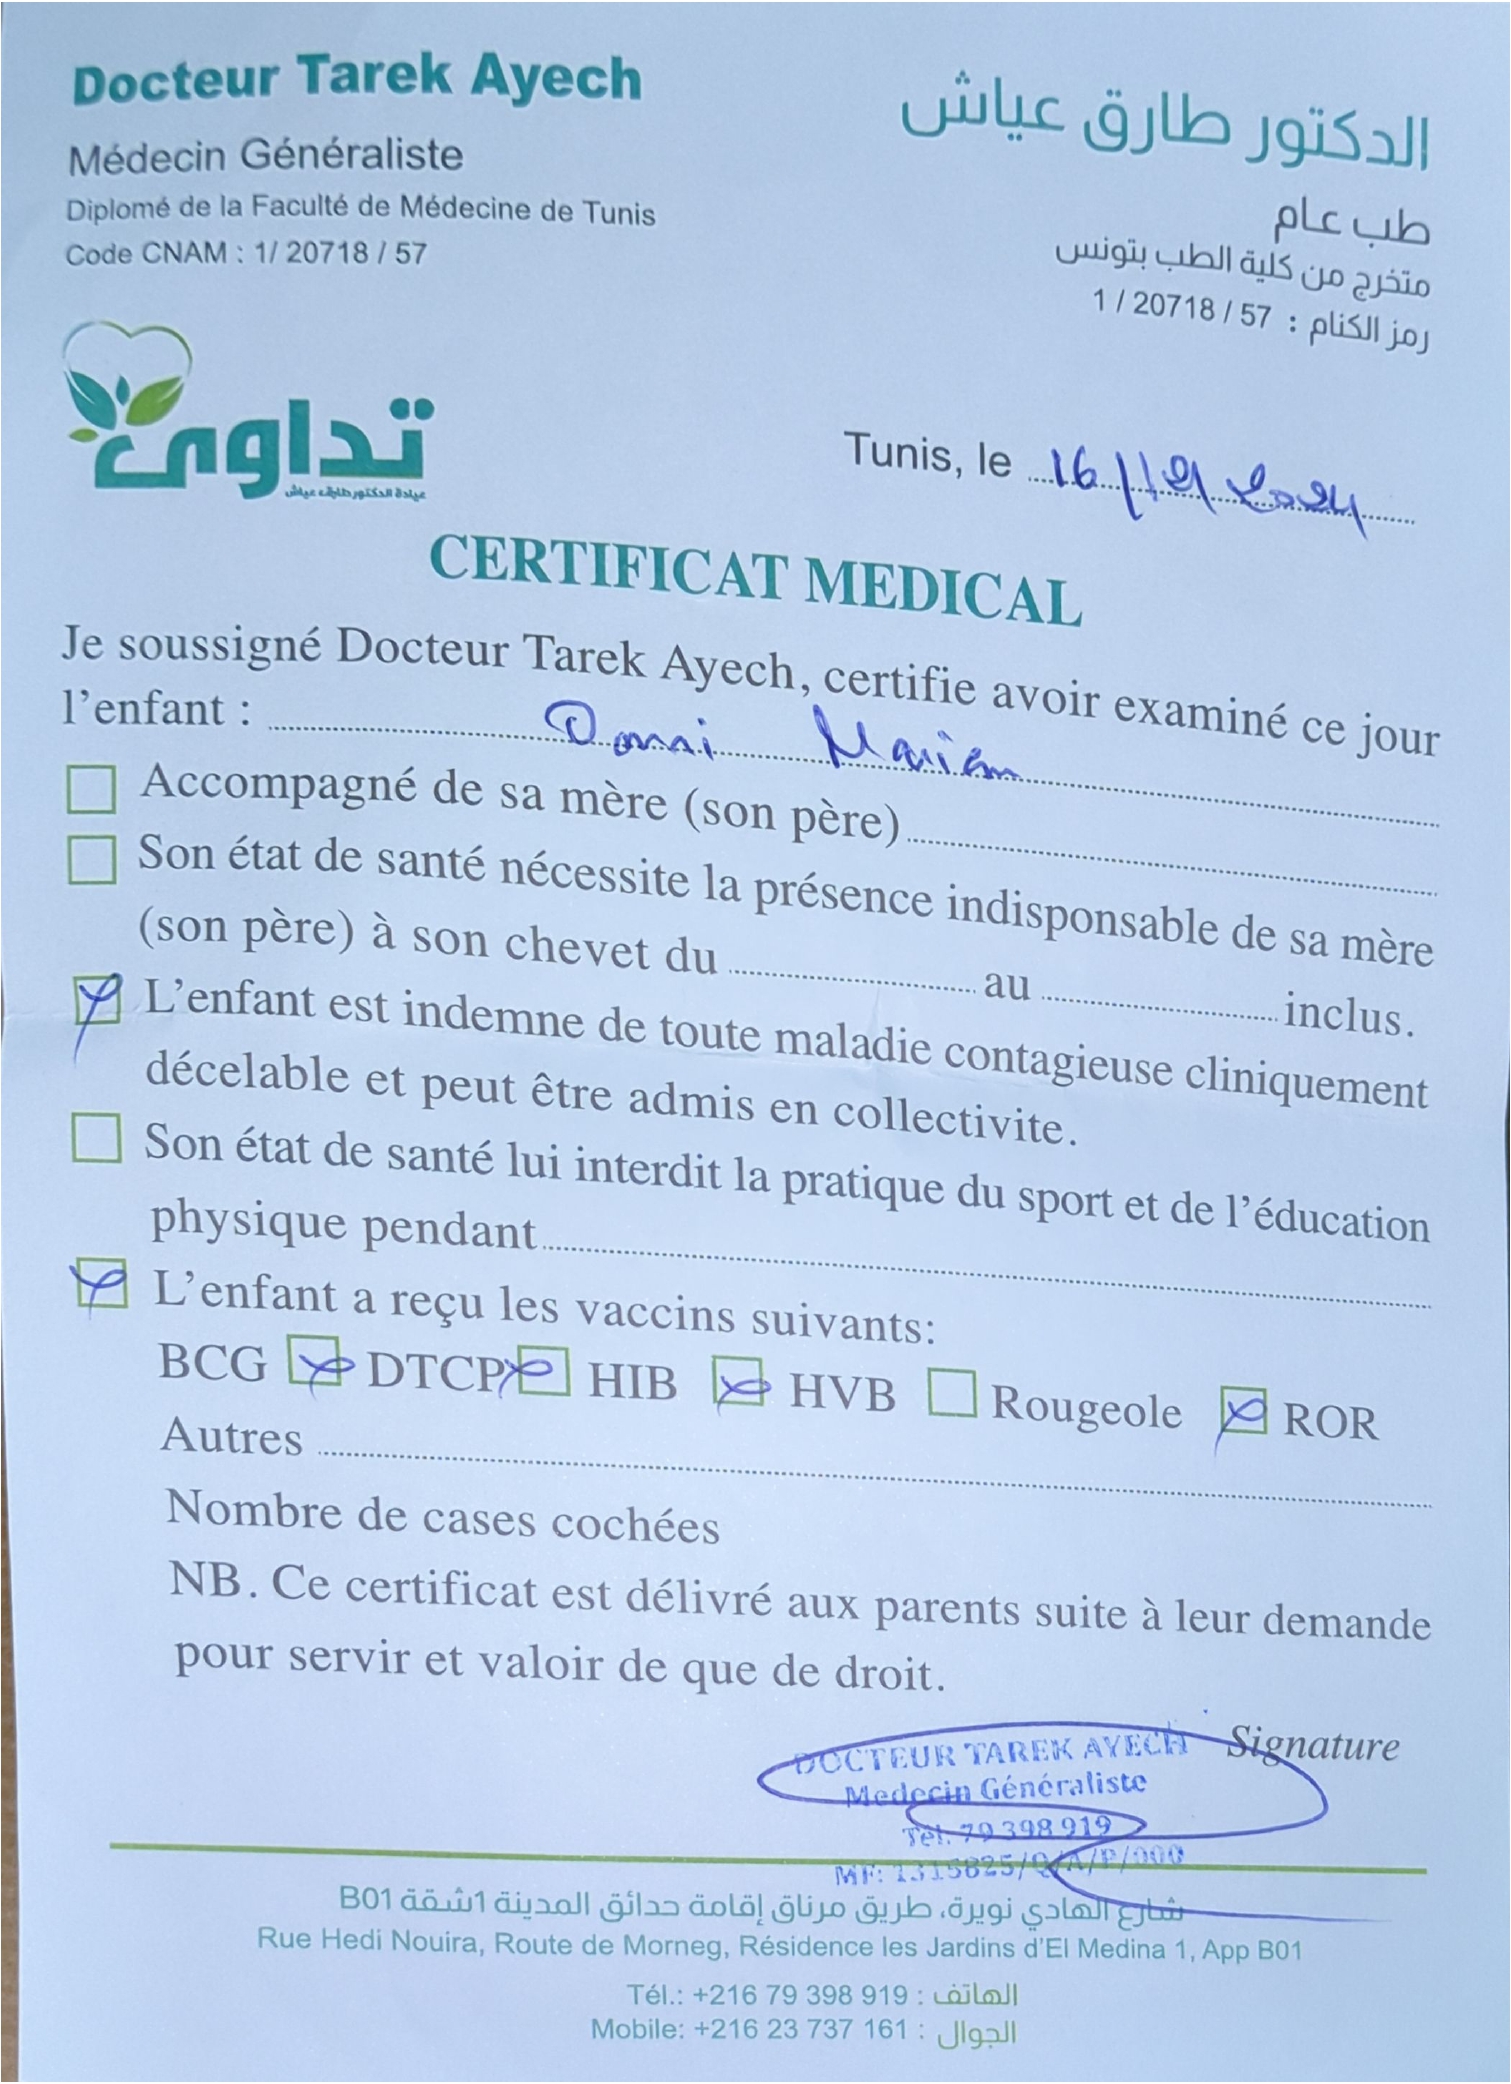 Docteur Tarek Ayech
Médecin Généraliste
Diplomé de la Faculté de Médecine de Tunis
Code CNAM : 1/ 20718 / 57
الدكتور طارق عياش
طب عام
متخرج من كلية الطب بتونس
رمز الكنام : 1 / 20718 / 57
تداوى
عيادة الدكتور طارق عياش
Tunis, le 16/12/2024
CERTIFICAT MEDICAL
Je soussigné Docteur Tarek Ayech, certifie avoir examiné ce jour
l'enfant : Mariem
Accompagné de sa mère (son père)
Son état de santé nécessite la présence indisponsable de sa mère
(son père) à son chevet du au inclus.
L'enfant est indemne de toute maladie contagieuse cliniquement
décelable et peut être admis en collectivite.
Son état de santé lui interdit la pratique du sport et de l'éducation
physique pendant
L'enfant a reçu les vaccins suivants:
BCG DTCP HIB HVB Rougeole ROR
Autres
Nombre de cases cochées
NB. Ce certificat est délivré aux parents suite à leur demande
pour servir et valoir de que de droit.
Signature
DOCTEUR TAREK AYECH
Medecin Généraliste
Tél. 79 398 919
MF: 1315825/Q/A/P/000
شارع الهادي نويرة، طريق مرناق إقامة حدائق المدينة 1شقة B01
Rue Hedi Nouira, Route de Morneg, Résidence les Jardins d'El Medina 1, App B01
Tél.: +216 79 398 919 : الهاتف
Mobile: +216 23 737 161 : الجوال